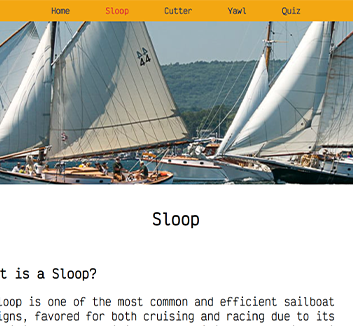 Home Sloop Cutter Yawl Quiz
44
Sloop
t is a Sloop?
loop is one of the most common and efficient sailboat
igns, favored for both cruising and racing due to its